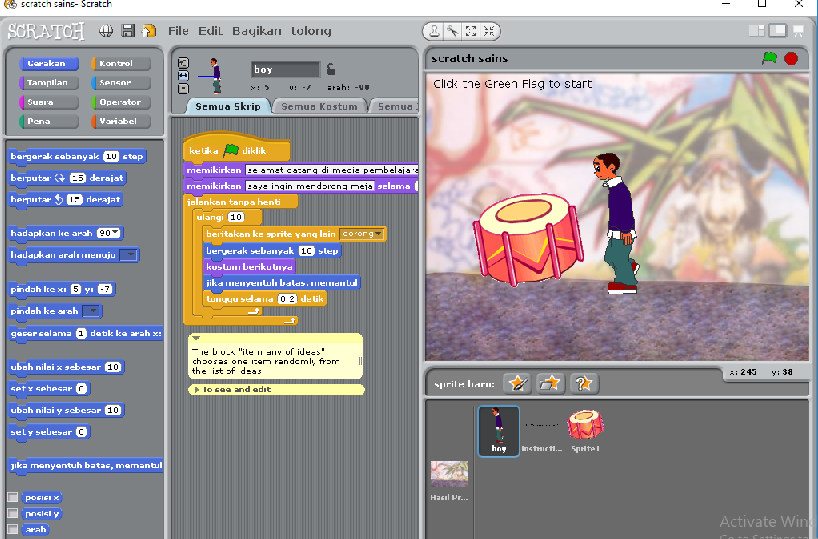 scratch sains- Scratch
SCRATCH File Edit Bagikan tolong
Gerakan Kontrol
Tampilan Sensor
Suara Operator
Pena Variabel
bergerak sebanyak 10 step
berputar 15 derajat
berputar 15 derajat
hadapkan ke arah 90
hadapkan arah menuju
pindah ke x: 5 y: -7
pindah ke arah
geser selama 1 detik ke arah x:
ubah nilai x sebesar 10
set x sebesar 0
ubah nilai y sebesar 10
set y sebesar 0
jika menyentuh batas, memantul
posisi x
posisi y
arah
boy
x: 5 y: -7 arah: -90
Semua Skrip Semua Kostum Semua
ketika diklik
memikirkan selamat datang di media pembelajara
memikirkan saya ingin mendorong meja selama
jalankan tanpa henti
ulangi 10
beritakan ke sprite yang lain dorong
bergerak sebanyak 10 step
kostum berikutnya
jika menyentuh batas, memantul
tunggu selama 0.2 detik
The block "item any of ideas"
chooses one item randomly from
the list of ideas
To see and edit
scratch sains
Click the Green Flag to start
x: 245 y: 38
sprite baru:
boy Instructi... Sprite1
Hasil Pr...
Activate Win